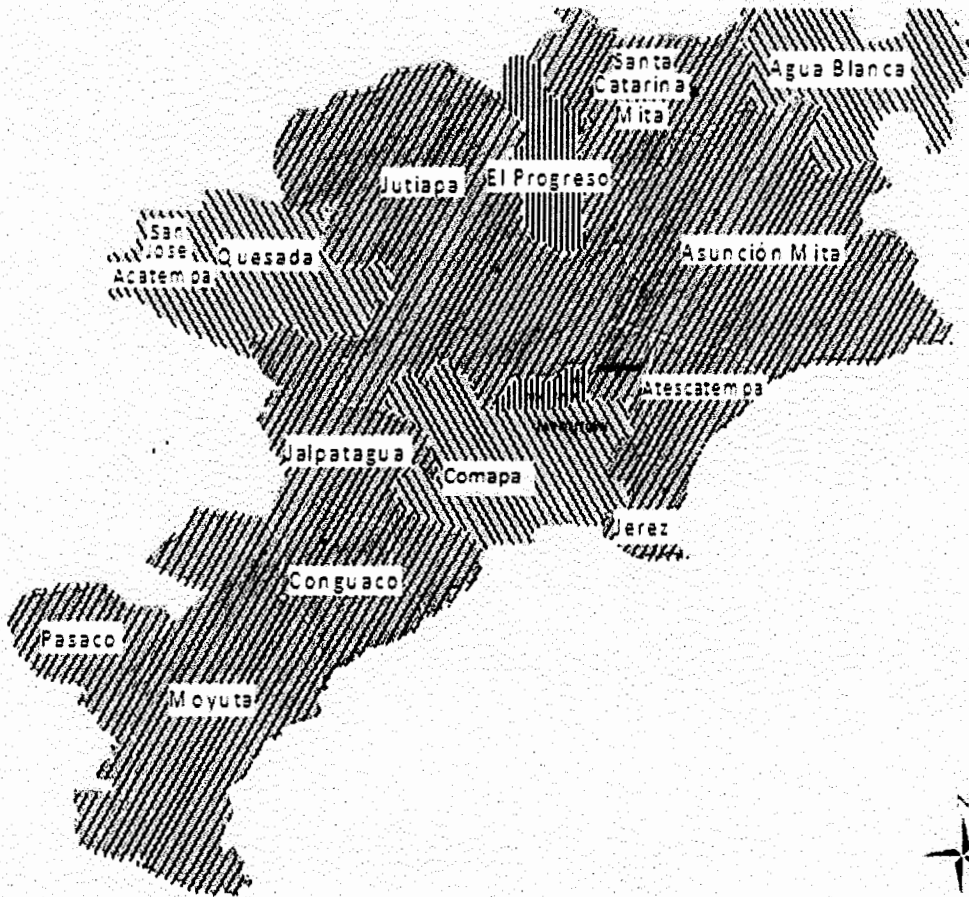 Santa
Catarina
Mita
Agua Blanca
Jutiapa
El Progreso
San
Jose
Acatempa
Quesada
Asunción Mita
Atescatempa
Jalpatagua
Comapa
Jerez
Conguaco
Pasaco
Moyuta